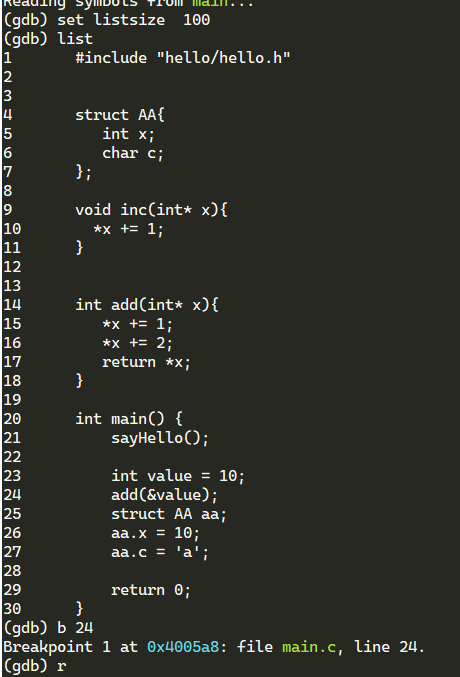 Reading symbols from main...
(gdb) set listsize  100
(gdb) list
1       #include "hello/hello.h"
2
3
4       struct AA{
5          int x;
6          char c;
7       };
8
9       void inc(int* x){
10        *x += 1;
11      }
12
13
14      int add(int* x){
15         *x += 1;
16         *x += 2;
17         return *x;
18      }
19
20      int main() {
21          sayHello();
22
23          int value = 10;
24          add(&value);
25          struct AA aa;
26          aa.x = 10;
27          aa.c = 'a';
28
29          return 0;
30      }
(gdb) b 24
Breakpoint 1 at 0x4005a8: file main.c, line 24.
(gdb) r